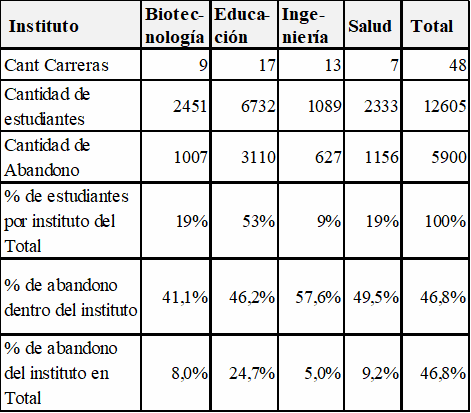 Instituto Biotec- Educa- Inge- Salud Total
nología ción niería
Cant Carreras 9 17 13 7 48
Cantidad de
estudiantes 2451 6732 1089 2333 12605
Cantidad de
Abandono 1007 3110 627 1156 5900
% de estudiantes
por instituto del 19% 53% 9% 19% 100%
Total
% de abandono
dentro del instituto 41,1% 46,2% 57,6% 49,5% 46,8%
% de abandono
del instituto en 8,0% 24,7% 5,0% 9,2% 46,8%
Total